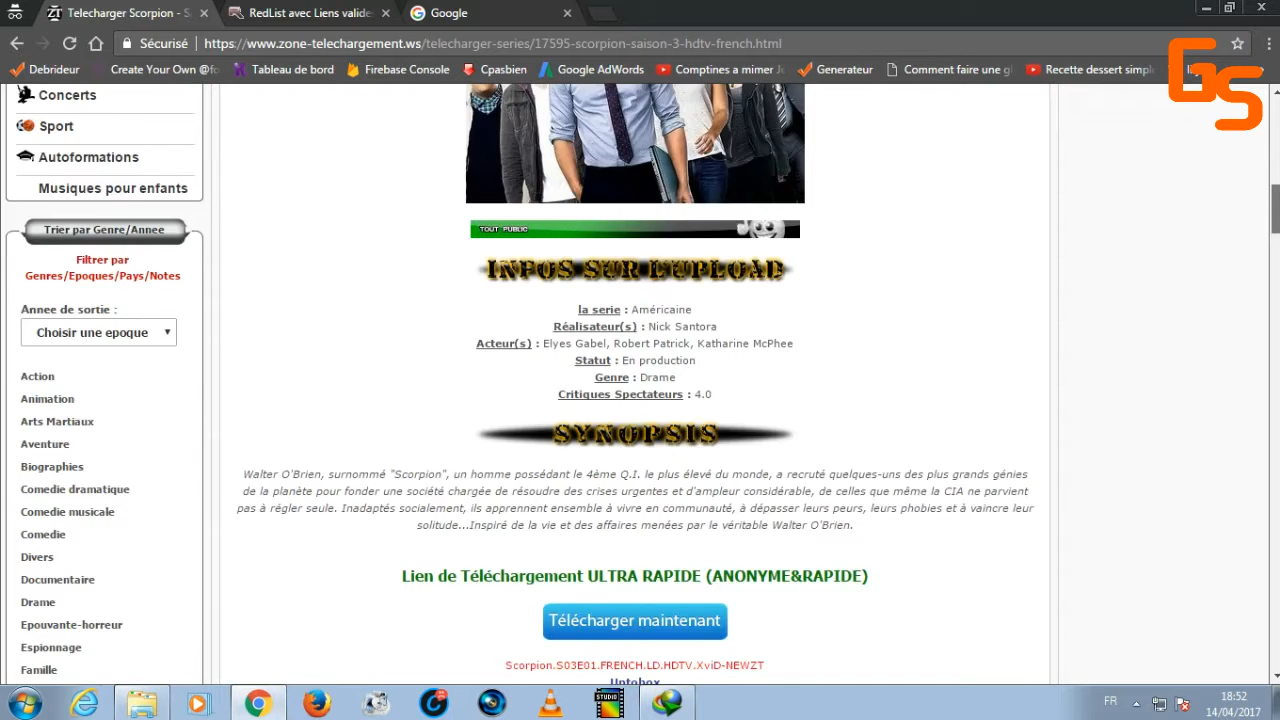 Telecharger Scorpion - S
RedList avec Liens valide
Google
Sécurisé
https://www.zone-telechargement.ws/telecharger-series/17595-scorpion-saison-3-hdtv-french.html
Debrideur
Create Your Own @fo
Tableau de bord
Firebase Console
Cpasbien
Google AdWords
Comptines a mimer Je
Generateur
Comment faire une gl
Recette dessert simple
GS
Concerts
Sport
Autoformations
Musiques pour enfants
Trier par Genre/Annee
Filtrer par
Genres/Epoques/Pays/Notes
Annee de sortie :
Choisir une epoque
Action
Animation
Arts Martiaux
Aventure
Biographies
Comedie dramatique
Comedie musicale
Comedie
Divers
Documentaire
Drame
Epouvante-horreur
Espionnage
Famille
TOUT PUBLIC
INFOS SUR L'UPLOAD
la serie : Américaine
Réalisateur(s) : Nick Santora
Acteur(s) : Elyes Gabel, Robert Patrick, Katharine McPhee
Statut : En production
Genre : Drame
Critiques Spectateurs : 4.0
SYNOPSIS
Walter O'Brien, surnommé "Scorpion", un homme possédant le 4ème Q.I. le plus élevé du monde, a recruté quelques-uns des plus grands génies
de la planète pour fonder une société chargée de résoudre des crises urgentes et d'ampleur considérable, de celles que même la CIA ne parvient
pas à régler seule. Inadaptés socialement, ils apprennent ensemble à vivre en communauté, à dépasser leurs peurs, leurs phobies et à vaincre leur
solitude...Inspiré de la vie et des affaires menées par le véritable Walter O'Brien.
Lien de Téléchargement ULTRA RAPIDE (ANONYME&RAPIDE)
Télécharger maintenant
Scorpion.S03E01.FRENCH.LD.HDTV.XviD-NEWZT
Uptobox
STUDIO
FR
18:52
14/04/2017